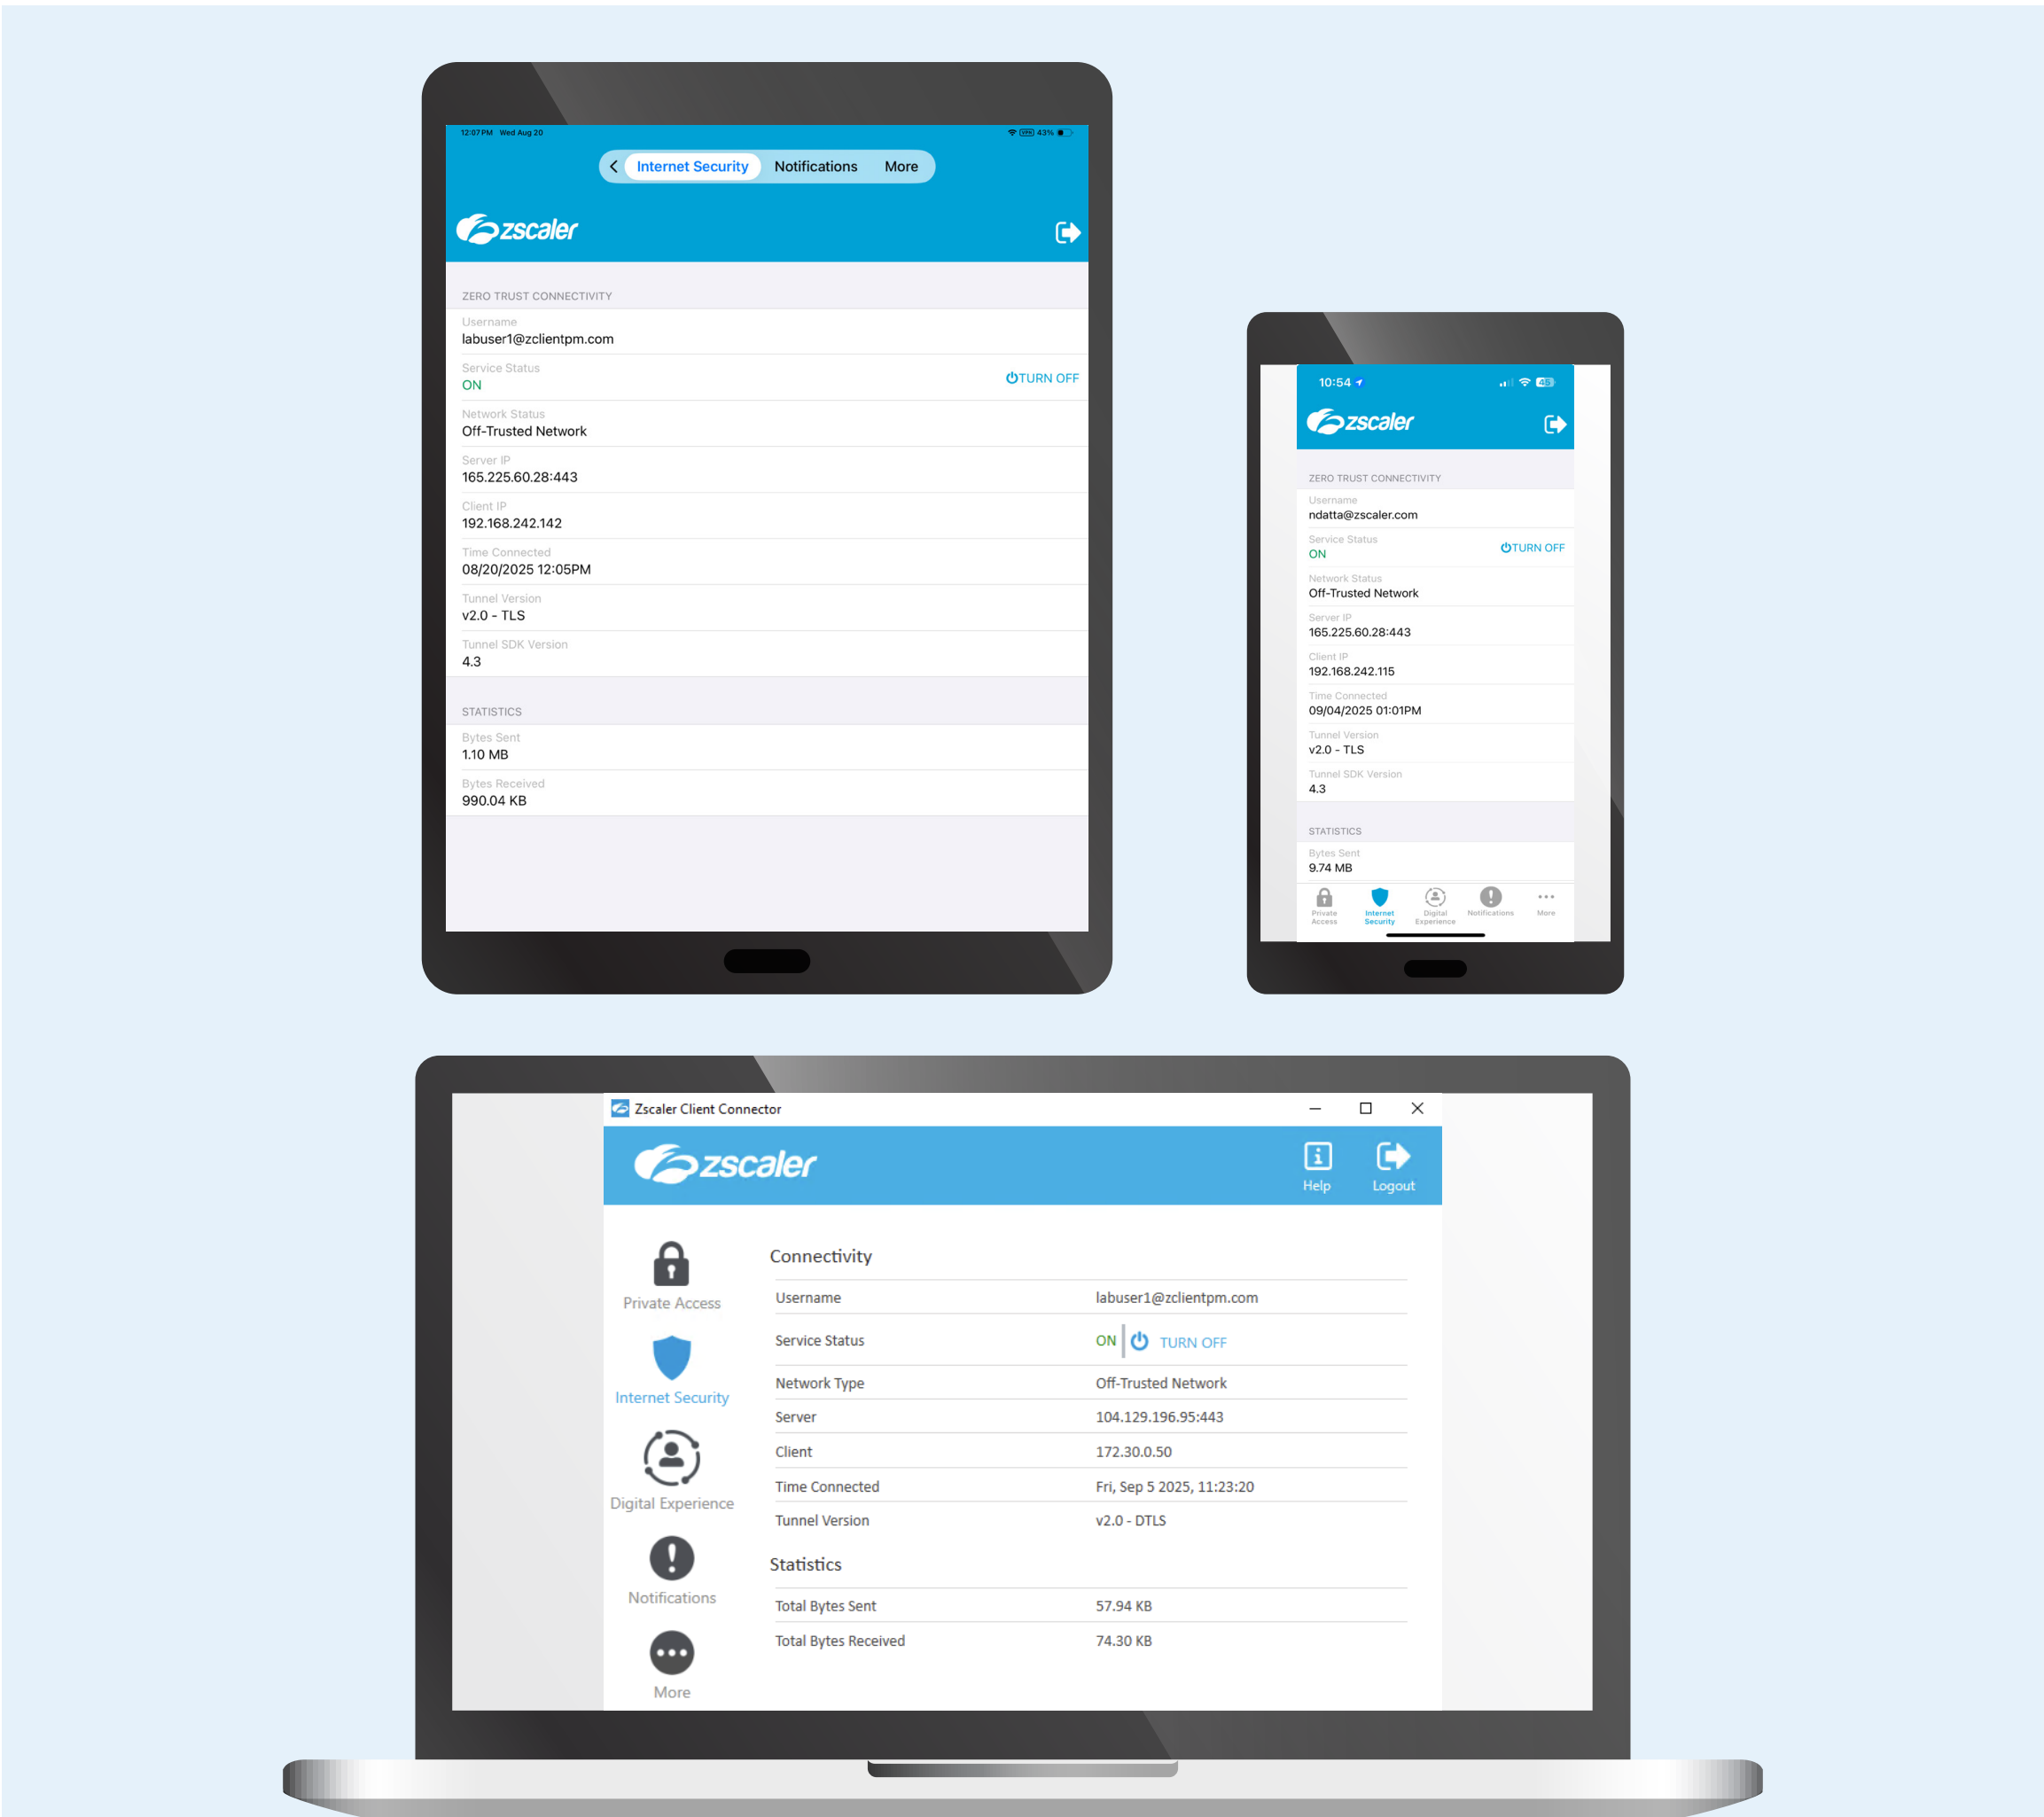 12:07 PM Wed Aug 20
VPN 43%
Internet Security Notifications More
zscaler
ZERO TRUST CONNECTIVITY
Username
labuser1@zclientpm.com
Service Status
ON
TURN OFF
Network Status
Off-Trusted Network
Server IP
165.225.60.28:443
Client IP
192.168.242.142
Time Connected
08/20/2025 12:05PM
Tunnel Version
v2.0 - TLS
Tunnel SDK Version
4.3
STATISTICS
Bytes Sent
1.10 MB
Bytes Received
990.04 KB
10:54
45
zscaler
ZERO TRUST CONNECTIVITY
Username
ndatta@zscaler.com
Service Status
ON
TURN OFF
Network Status
Off-Trusted Network
Server IP
165.225.60.28:443
Client IP
192.168.242.115
Time Connected
09/04/2025 01:01PM
Tunnel Version
v2.0 - TLS
Tunnel SDK Version
4.3
STATISTICS
Bytes Sent
9.74 MB
Private Access
Internet Security
Digital Experience
Notifications
More
Zscaler Client Connector
zscaler
Help
Logout
Private Access
Internet Security
Digital Experience
Notifications
More
Connectivity
Username labuser1@zclientpm.com
Service Status ON TURN OFF
Network Type Off-Trusted Network
Server 104.129.196.95:443
Client 172.30.0.50
Time Connected Fri, Sep 5 2025, 11:23:20
Tunnel Version v2.0 - DTLS
Statistics
Total Bytes Sent 57.94 KB
Total Bytes Received 74.30 KB